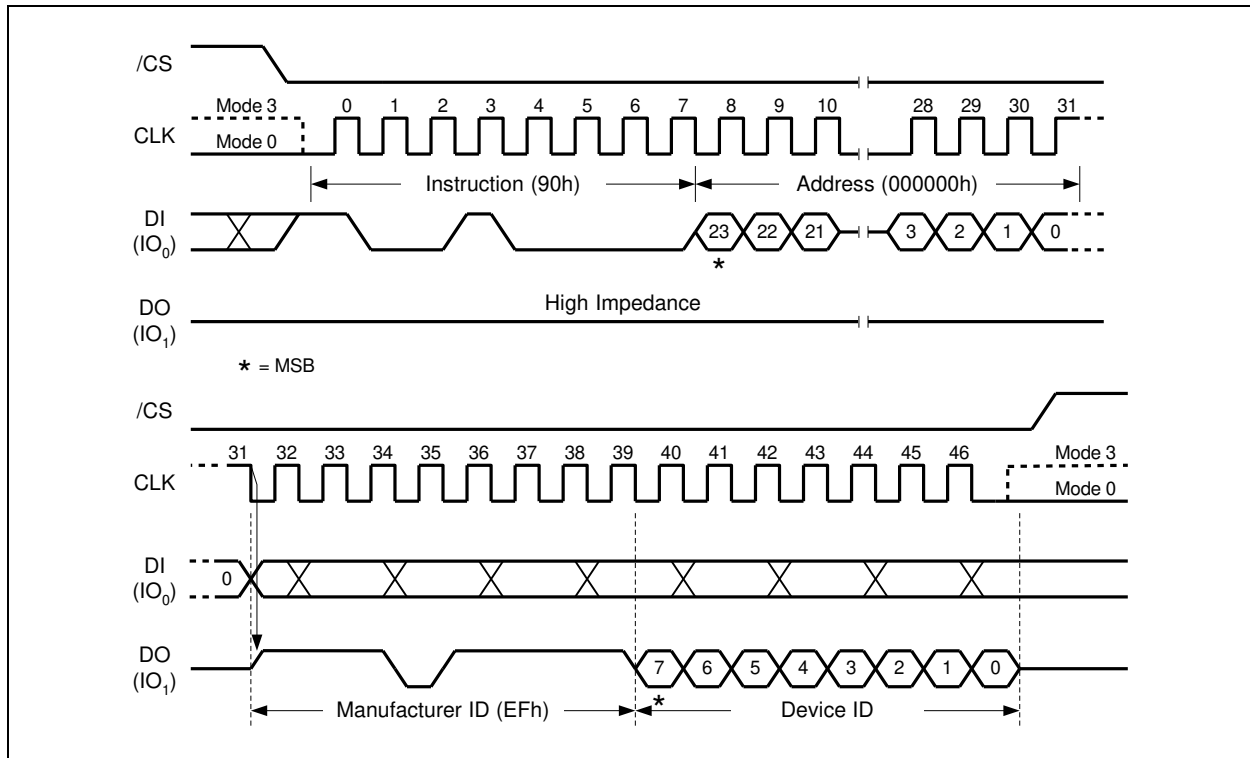 /CS
Mode 3 0 1 2 3 4 5 6 7 8 9 10 28 29 30 31
CLK
Mode 0
Instruction (90h) Address (000000h)
DI
(IO0) 23 22 21 3 2 1 0
*
High Impedance
DO
(IO1)
* = MSB
/CS
31 32 33 34 35 36 37 38 39 40 41 42 43 44 45 46 Mode 3
CLK
Mode 0
DI
(IO0) 0
DO
(IO1) 7 6 5 4 3 2 1 0
*
Manufacturer ID (EFh) Device ID